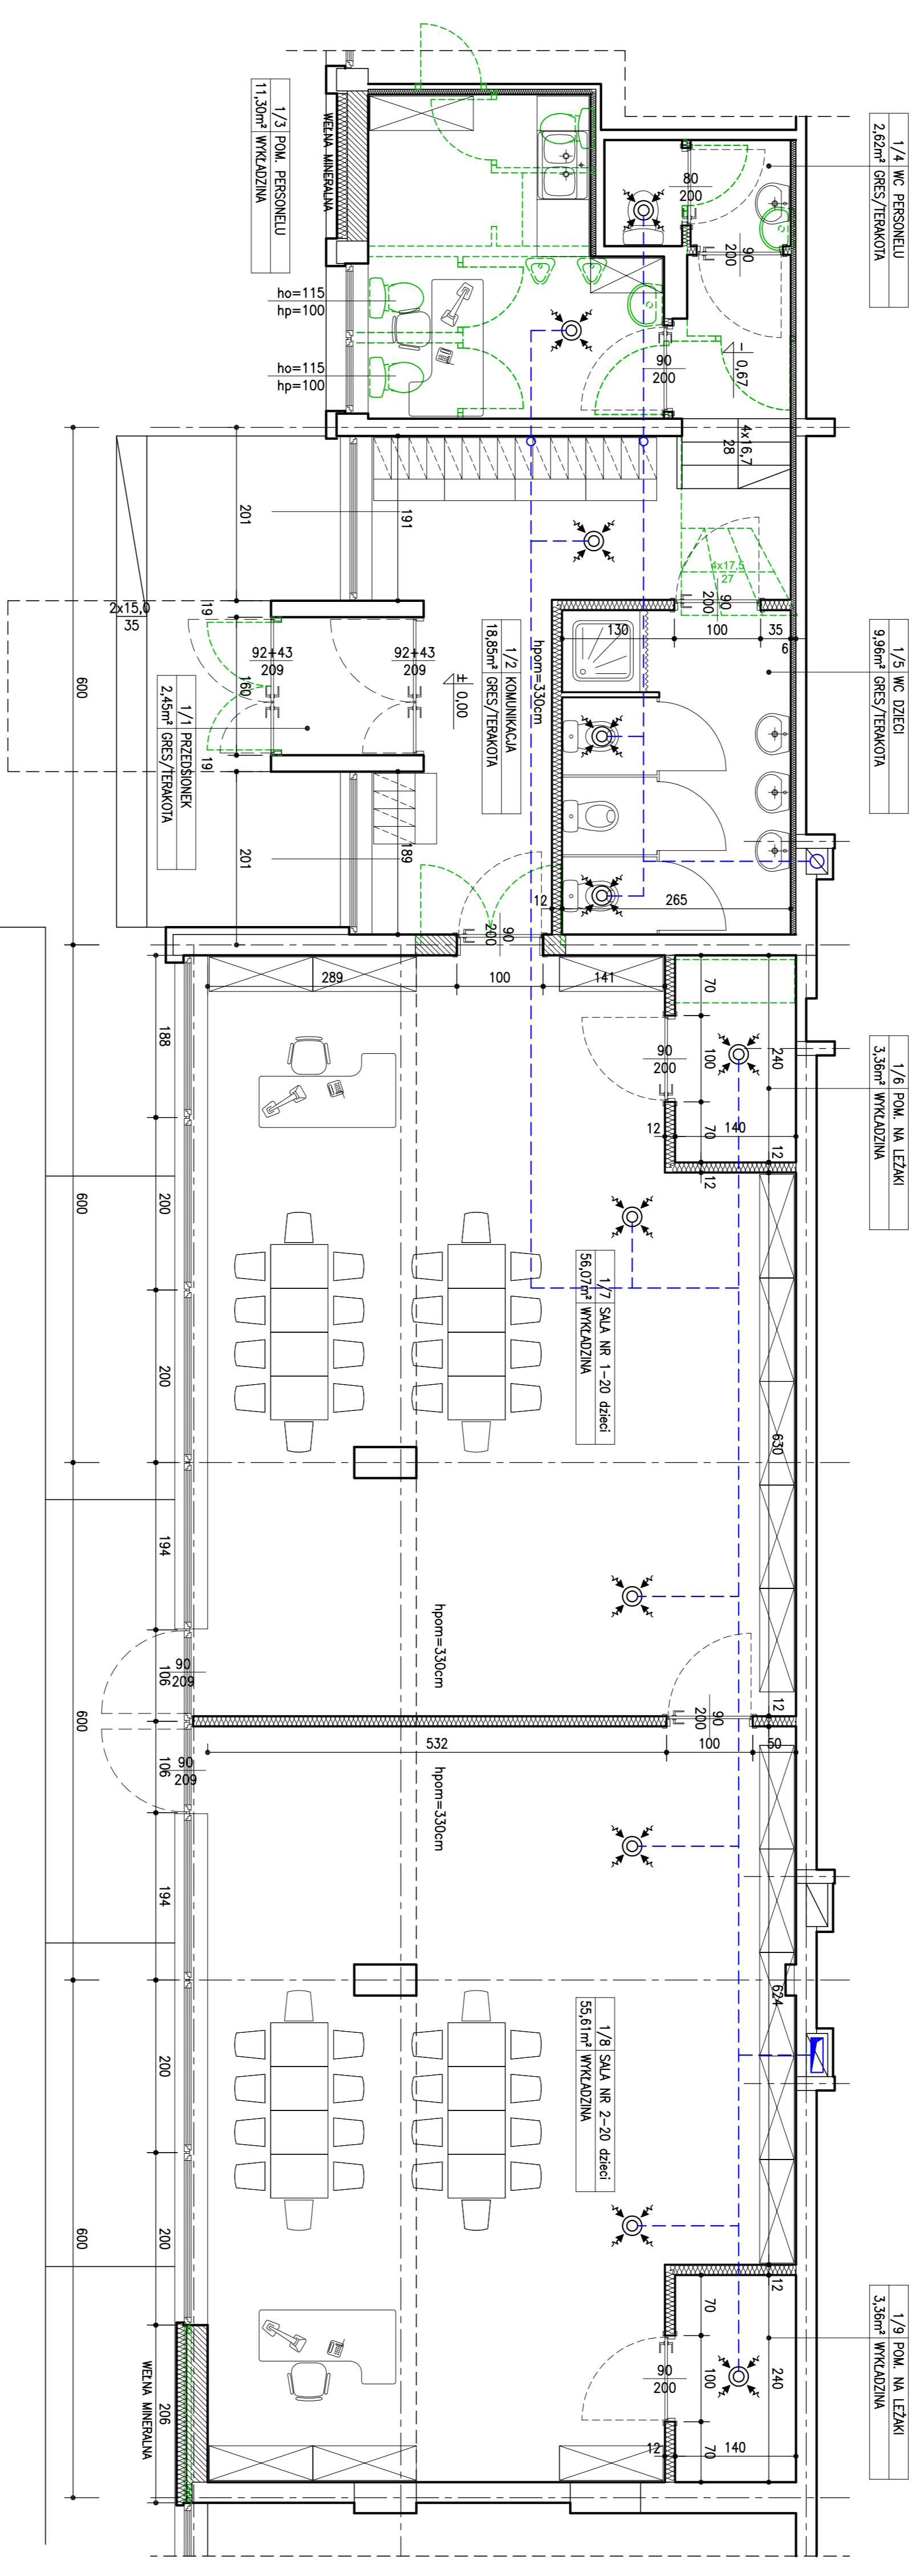 1/4 WC PERSONELU
2,62m² GRES/TERAKOTA
1/3 POM. PERSONELU
11,30m² WYKŁADZINA
WEŁNA MINERALNA
80
200
90
200
ho=115
hp=100
ho=115
hp=100
90
200
- 0,67
4x16,7
28
4x17,5
27
201
191
19
2x15,0
35
92+43
209
92+43
209
160
600
± 0,00
1/2 KOMUNIKACJA
18,85m² GRES/TERAKOTA
hpom=330cm
130
90
200
100
35
6
1/5 WC DZIECI
9,96m² GRES/TERAKOTA
1/1 PRZEDSIONEK
2,45m² GRES/TERAKOTA
19
201
189
12
265
90
200
289
100
141
70
240
188
90
200
100
1/6 POM. NA LEŻAKI
3,36m² WYKŁADZINA
12
70
140
12
12
600
200
1/7 SALA NR 1-20 dzieci
56,07m² WYKŁADZINA
200
630
194
hpom=330cm
90
209
106
12
90
200
600
532
100
50
106
90
209
hpom=330cm
194
624
1/8 SALA NR 2-20 dzieci
55,61m² WYKŁADZINA
200
600
200
12
70
240
90
200
100
1/9 POM. NA LEŻAKI
3,36m² WYKŁADZINA
206
WEŁNA MINERALNA
12
70
140